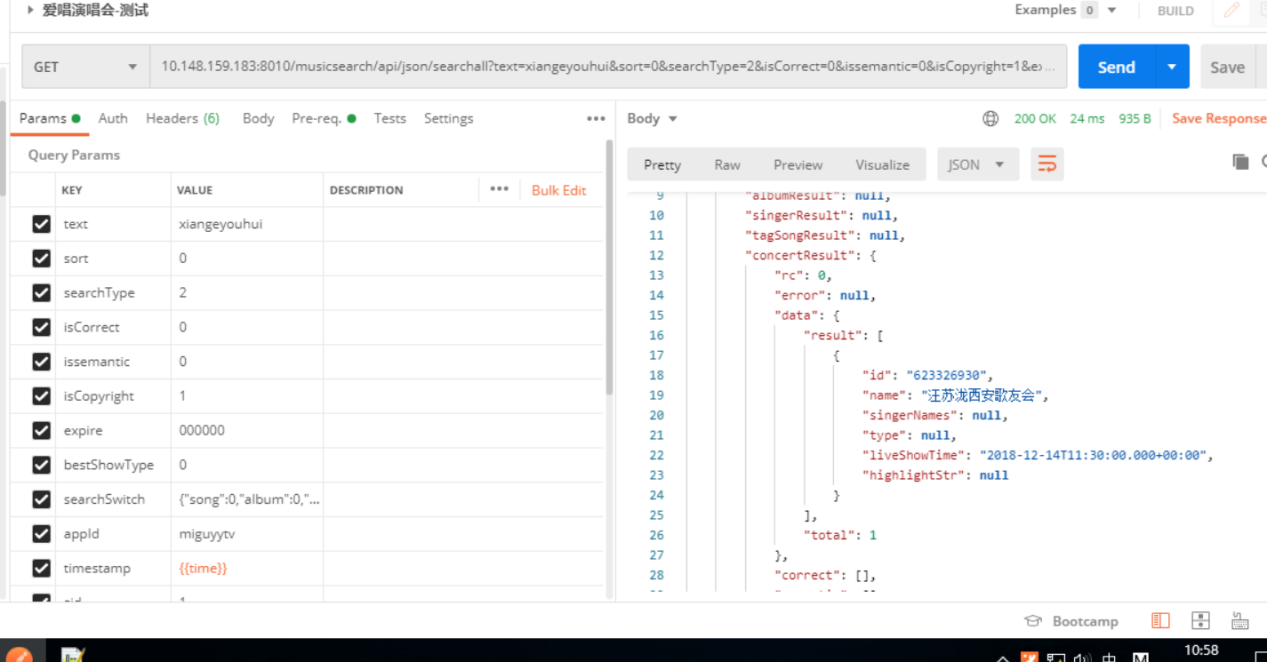 爱唱演唱会-测试
Examples 0 BUILD
GET 10.148.159.183:8010/musicsearch/api/json/searchall?text=xiangeyouhui&sort=0&searchType=2&isCorrect=0&issemantic=0&isCopyright=1&e... Send Save
Params Auth Headers (6) Body Pre-req. Tests Settings
Body 200 OK 24 ms 935 B Save Response
Query Params
Pretty Raw Preview Visualize JSON
KEY VALUE DESCRIPTION Bulk Edit
text xiangeyouhui
sort 0
searchType 2
isCorrect 0
issemantic 0
isCopyright 1
expire 000000
bestShowType 0
searchSwitch {"song":0,"album":0,"...
appId miguyytv
timestamp {{time}}
9 "albumResult": null,
10 "singerResult": null,
11 "tagSongResult": null,
12 "concertResult": {
13 "rc": 0,
14 "error": null,
15 "data": {
16 "result": [
17 {
18 "id": "623326930",
19 "name": "汪苏泷西安歌友会",
20 "singerNames": null,
21 "type": null,
22 "liveShowTime": "2018-12-14T11:30:00.000+00:00",
23 "highlightStr": null
24 }
25 ],
26 "total": 1
27 },
28 "correct": [],
Bootcamp
中 M 10:58